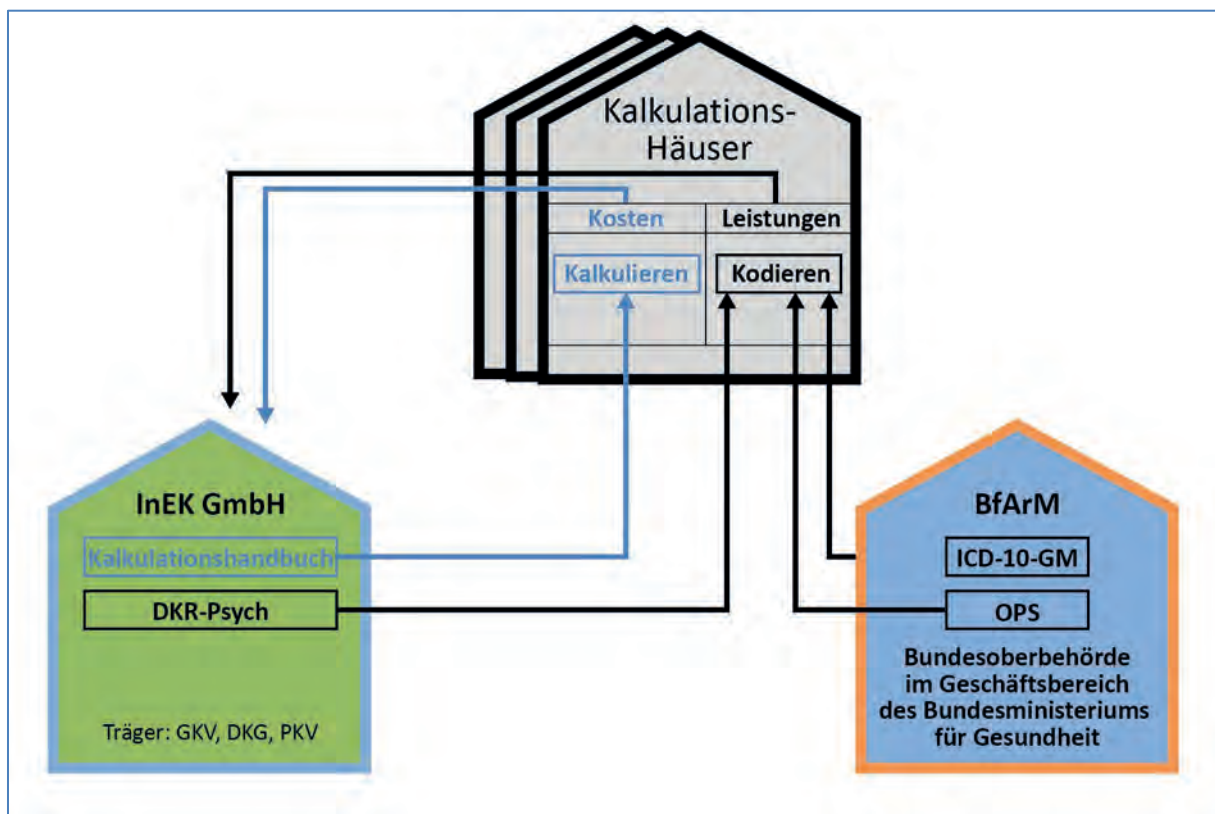 Kalkulations-
Häuser
Kosten
Leistungen
Kalkulieren
Kodieren
InEK GmbH
Kalkulationshandbuch
DKR-Psych
Träger: GKV, DKG, PKV
BfArM
ICD-10-GM
OPS
Bundesoberbehörde
im Geschäftsbereich
des Bundesministeriums
für Gesundheit